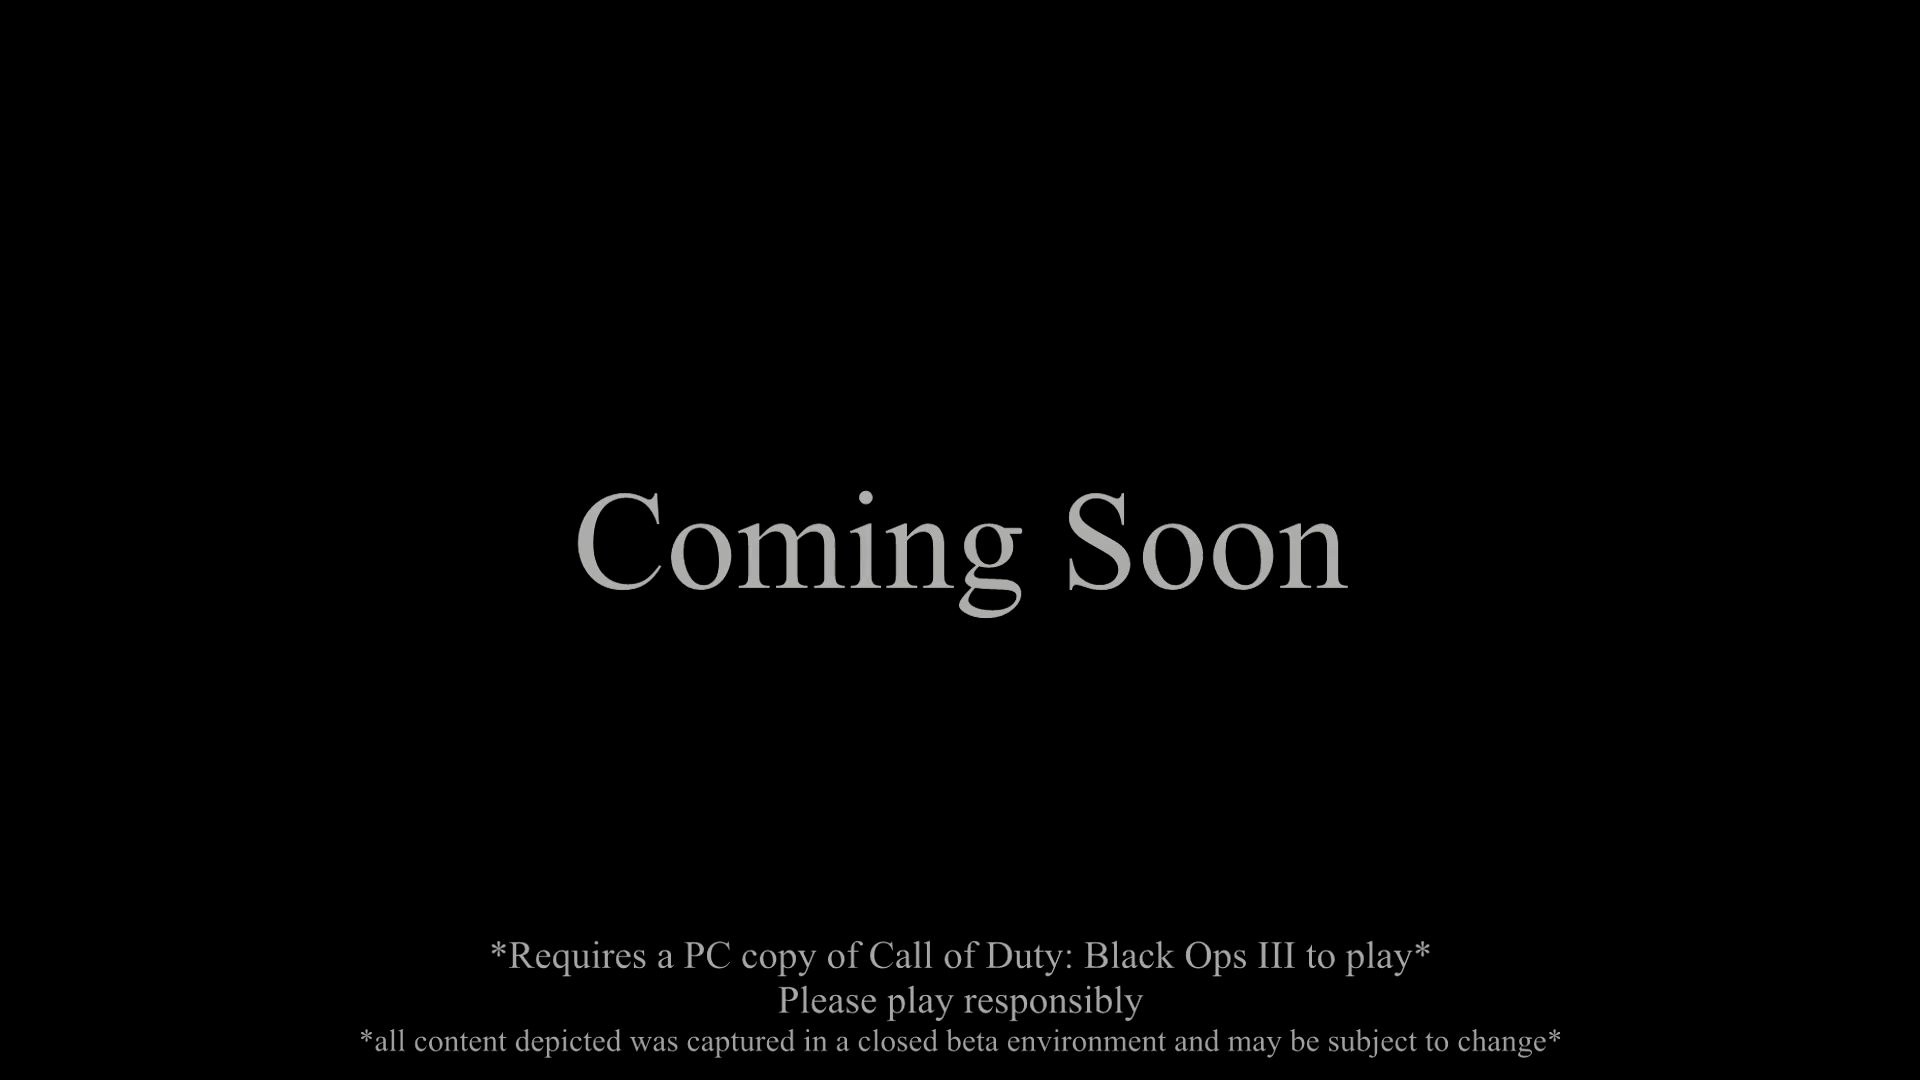 Coming Soon
*Requires a PC copy of Call of Duty: Black Ops III to play*
Please play responsibly
*all content depicted was captured in a closed beta environment and may be subject to change*